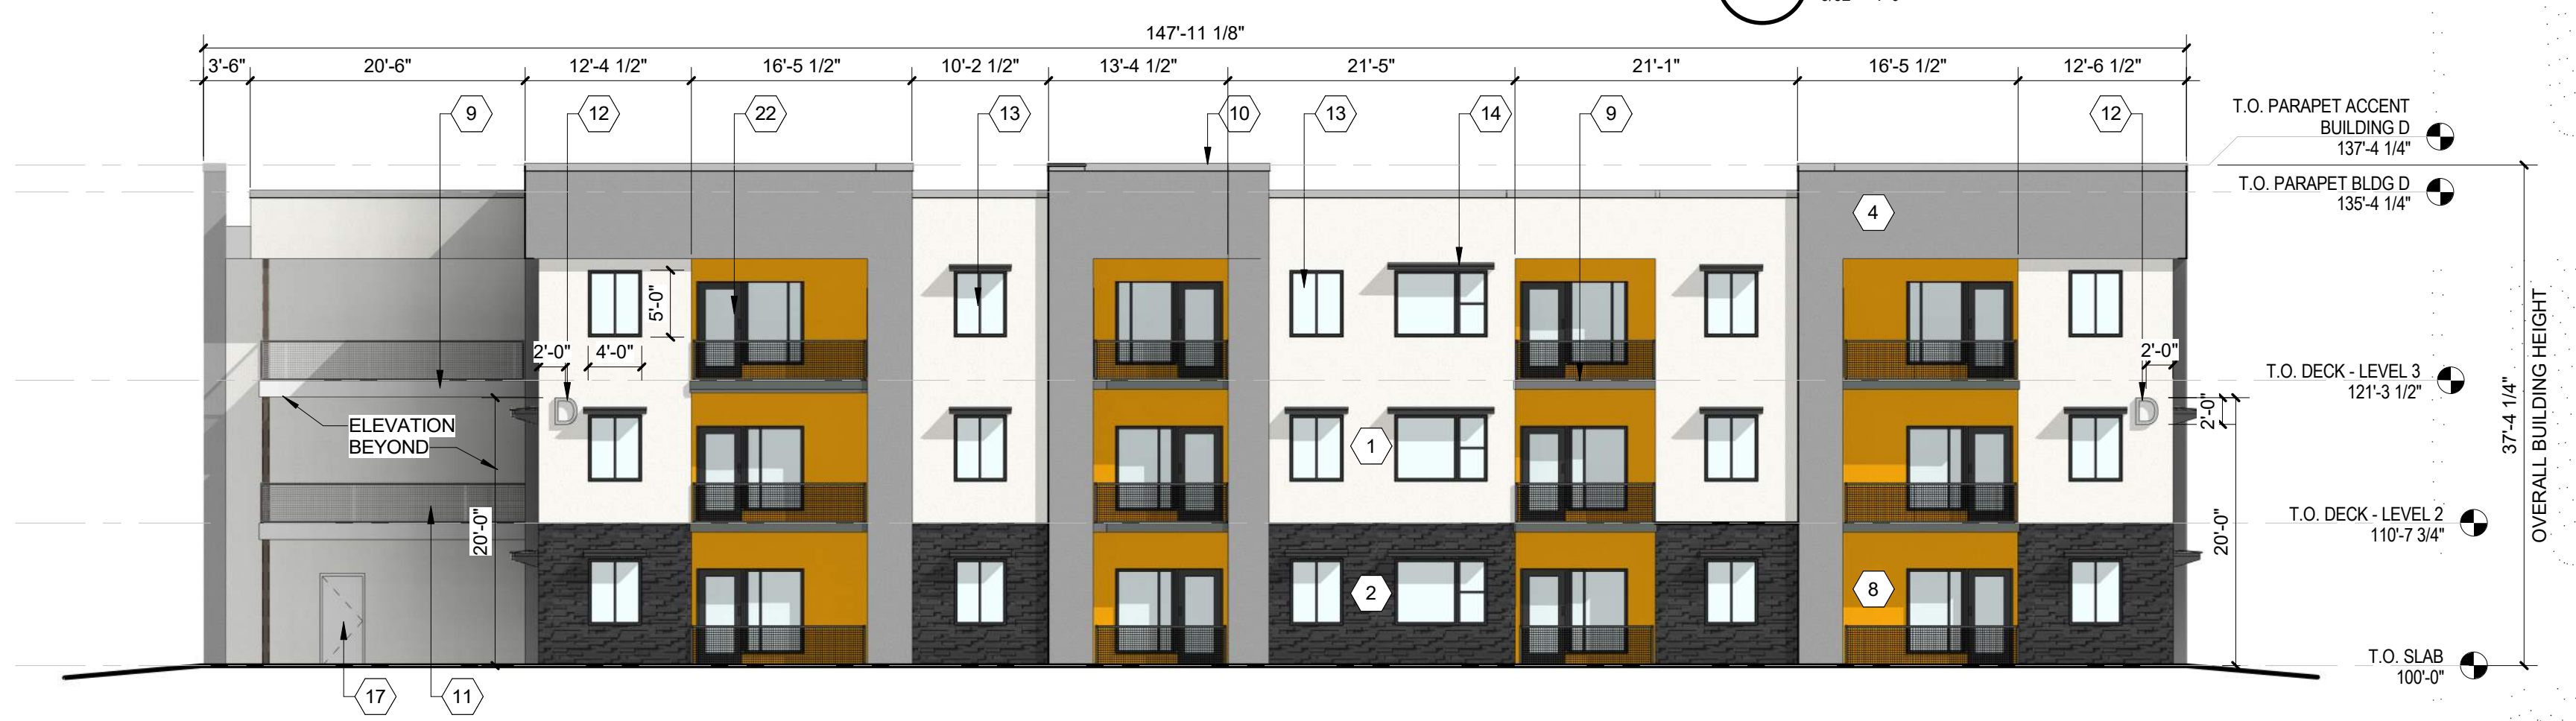 147'-11 1/8"
3'-6" 20'-6" 12'-4 1/2" 16'-5 1/2" 10'-2 1/2" 13'-4 1/2" 21'-5" 21'-1" 16'-5 1/2" 12'-6 1/2"
9 12 22 13 10 13 14 9 12
T.O. PARAPET ACCENT
BUILDING D
137'-4 1/4"
T.O. PARAPET BLDG D
135'-4 1/4"
4
5'-0"
2'-0" 4'-0"
2'-0"
T.O. DECK - LEVEL 3
121'-3 1/2"
D
D
2'-0"
ELEVATION
BEYOND
1
37'-4 1/4"
OVERALL BUILDING HEIGHT
20'-0"
20'-0"
T.O. DECK - LEVEL 2
110'-7 3/4"
2
8
T.O. SLAB
100'-0"
17 11